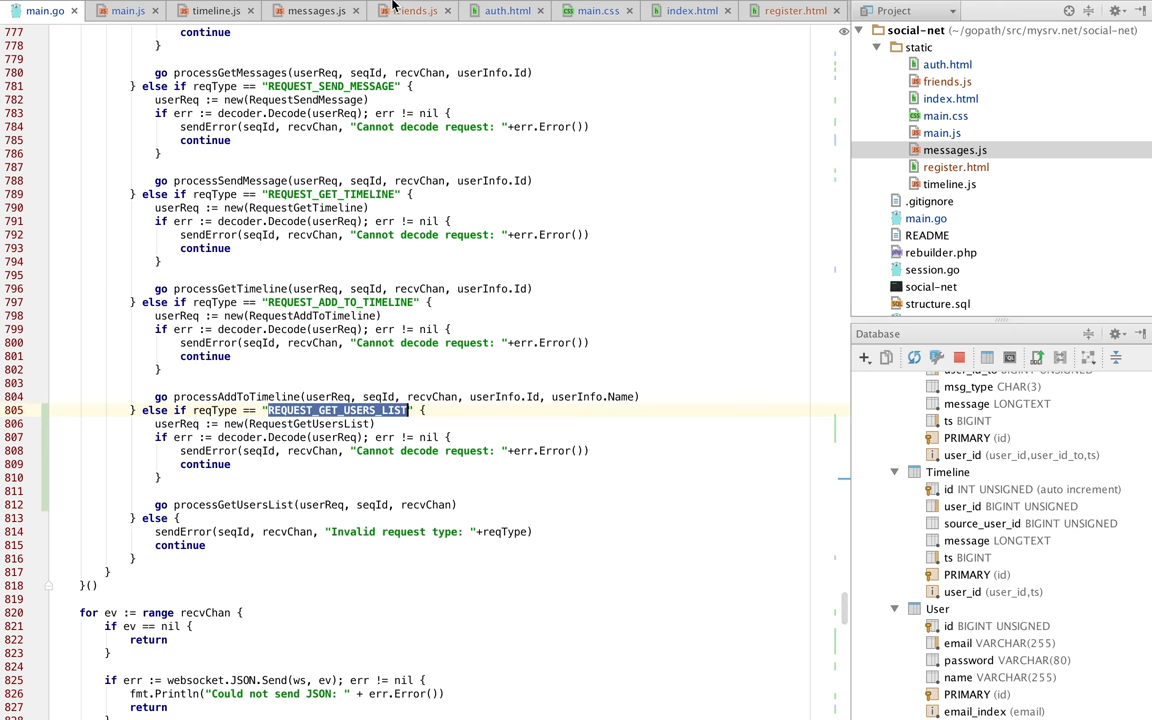 main.go main.js timeline.js messages.js friends.js auth.html main.css index.html register.html
777 continue
778 }
779
780 go processGetMessages(userReq, seqId, recvChan, userInfo.Id)
781 } else if reqType == "REQUEST_SEND_MESSAGE" {
782 userReq := new(RequestSendMessage)
783 if err := decoder.Decode(userReq); err != nil {
784 sendError(seqId, recvChan, "Cannot decode request: "+err.Error())
785 continue
786 }
787
788 go processSendMessage(userReq, seqId, recvChan, userInfo.Id)
789 } else if reqType == "REQUEST_GET_TIMELINE" {
790 userReq := new(RequestGetTimeline)
791 if err := decoder.Decode(userReq); err != nil {
792 sendError(seqId, recvChan, "Cannot decode request: "+err.Error())
793 continue
794 }
795
796 go processGetTimeline(userReq, seqId, recvChan, userInfo.Id)
797 } else if reqType == "REQUEST_ADD_TO_TIMELINE" {
798 userReq := new(RequestAddToTimeline)
799 if err := decoder.Decode(userReq); err != nil {
800 sendError(seqId, recvChan, "Cannot decode request: "+err.Error())
801 continue
802 }
803
804 go processAddToTimeline(userReq, seqId, recvChan, userInfo.Id, userInfo.Name)
805 } else if reqType == "REQUEST_GET_USERS_LIST" {
806 userReq := new(RequestGetUsersList)
807 if err := decoder.Decode(userReq); err != nil {
808 sendError(seqId, recvChan, "Cannot decode request: "+err.Error())
809 continue
810 }
811
812 go processGetUsersList(userReq, seqId, recvChan)
813 } else {
814 sendError(seqId, recvChan, "Invalid request type: "+reqType)
815 continue
816 }
817 }
818 }()
819
820 for ev := range recvChan {
821 if ev == nil {
822 return
823 }
824
825 if err := websocket.JSON.Send(ws, ev); err != nil {
826 fmt.Println("Could not send JSON: " + err.Error())
827 return
828 }
Project
social-net (~/gopath/src/mysrv.net/social-net)
static
auth.html
friends.js
index.html
main.css
main.js
messages.js
register.html
timeline.js
.gitignore
main.go
README
rebuilder.php
session.go
social-net
structure.sql
Database
user_id_to BIGINT UNSIGNED
msg_type CHAR(3)
message LONGTEXT
ts BIGINT
PRIMARY (id)
user_id (user_id,user_id_to,ts)
Timeline
id INT UNSIGNED (auto increment)
user_id BIGINT UNSIGNED
source_user_id BIGINT UNSIGNED
message LONGTEXT
ts BIGINT
PRIMARY (id)
user_id (user_id,ts)
User
id BIGINT UNSIGNED
email VARCHAR(255)
password VARCHAR(80)
name VARCHAR(255)
PRIMARY (id)
email_index (email)